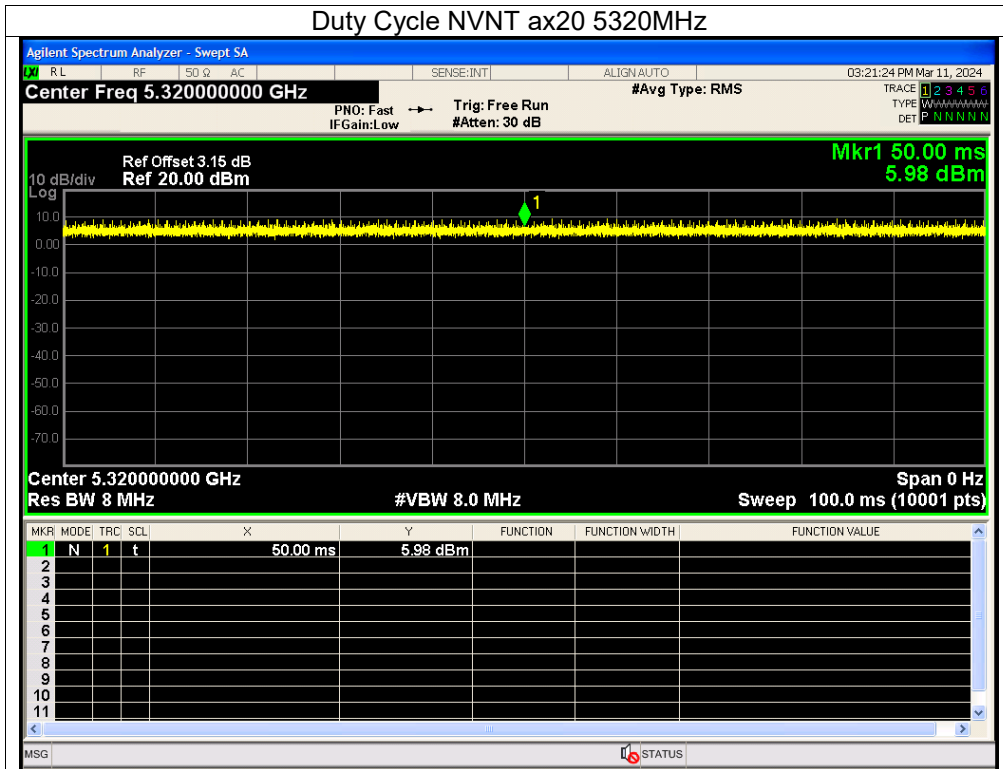 Duty Cycle NVNT ax20 5320MHz
Agilent Spectrum Analyzer - Swept SA
LXI RL RF 50 Ω AC SENSE:INT ALIGN AUTO 03:21:24 PM Mar 11, 2024
Center Freq 5.320000000 GHz #Avg Type: RMS TRACE 1 2 3 4 5 6
PNO: Fast Trig: Free Run TYPE W
IFGain:Low #Atten: 30 dB DET P N N N N N
Mkr1 50.00 ms
Ref Offset 3.15 dB
10 dB/div Ref 20.00 dBm 5.98 dBm
Log
1
10.0
0.00
-10.0
-20.0
-30.0
-40.0
-50.0
-60.0
-70.0
Center 5.320000000 GHz Span 0 Hz
Res BW 8 MHz #VBW 8.0 MHz Sweep 100.0 ms (10001 pts)
MKR MODE TRC SCL X Y FUNCTION FUNCTION WIDTH FUNCTION VALUE
1 N 1 t 50.00 ms 5.98 dBm
2
3
4
5
6
7
8
9
10
11
MSG STATUS